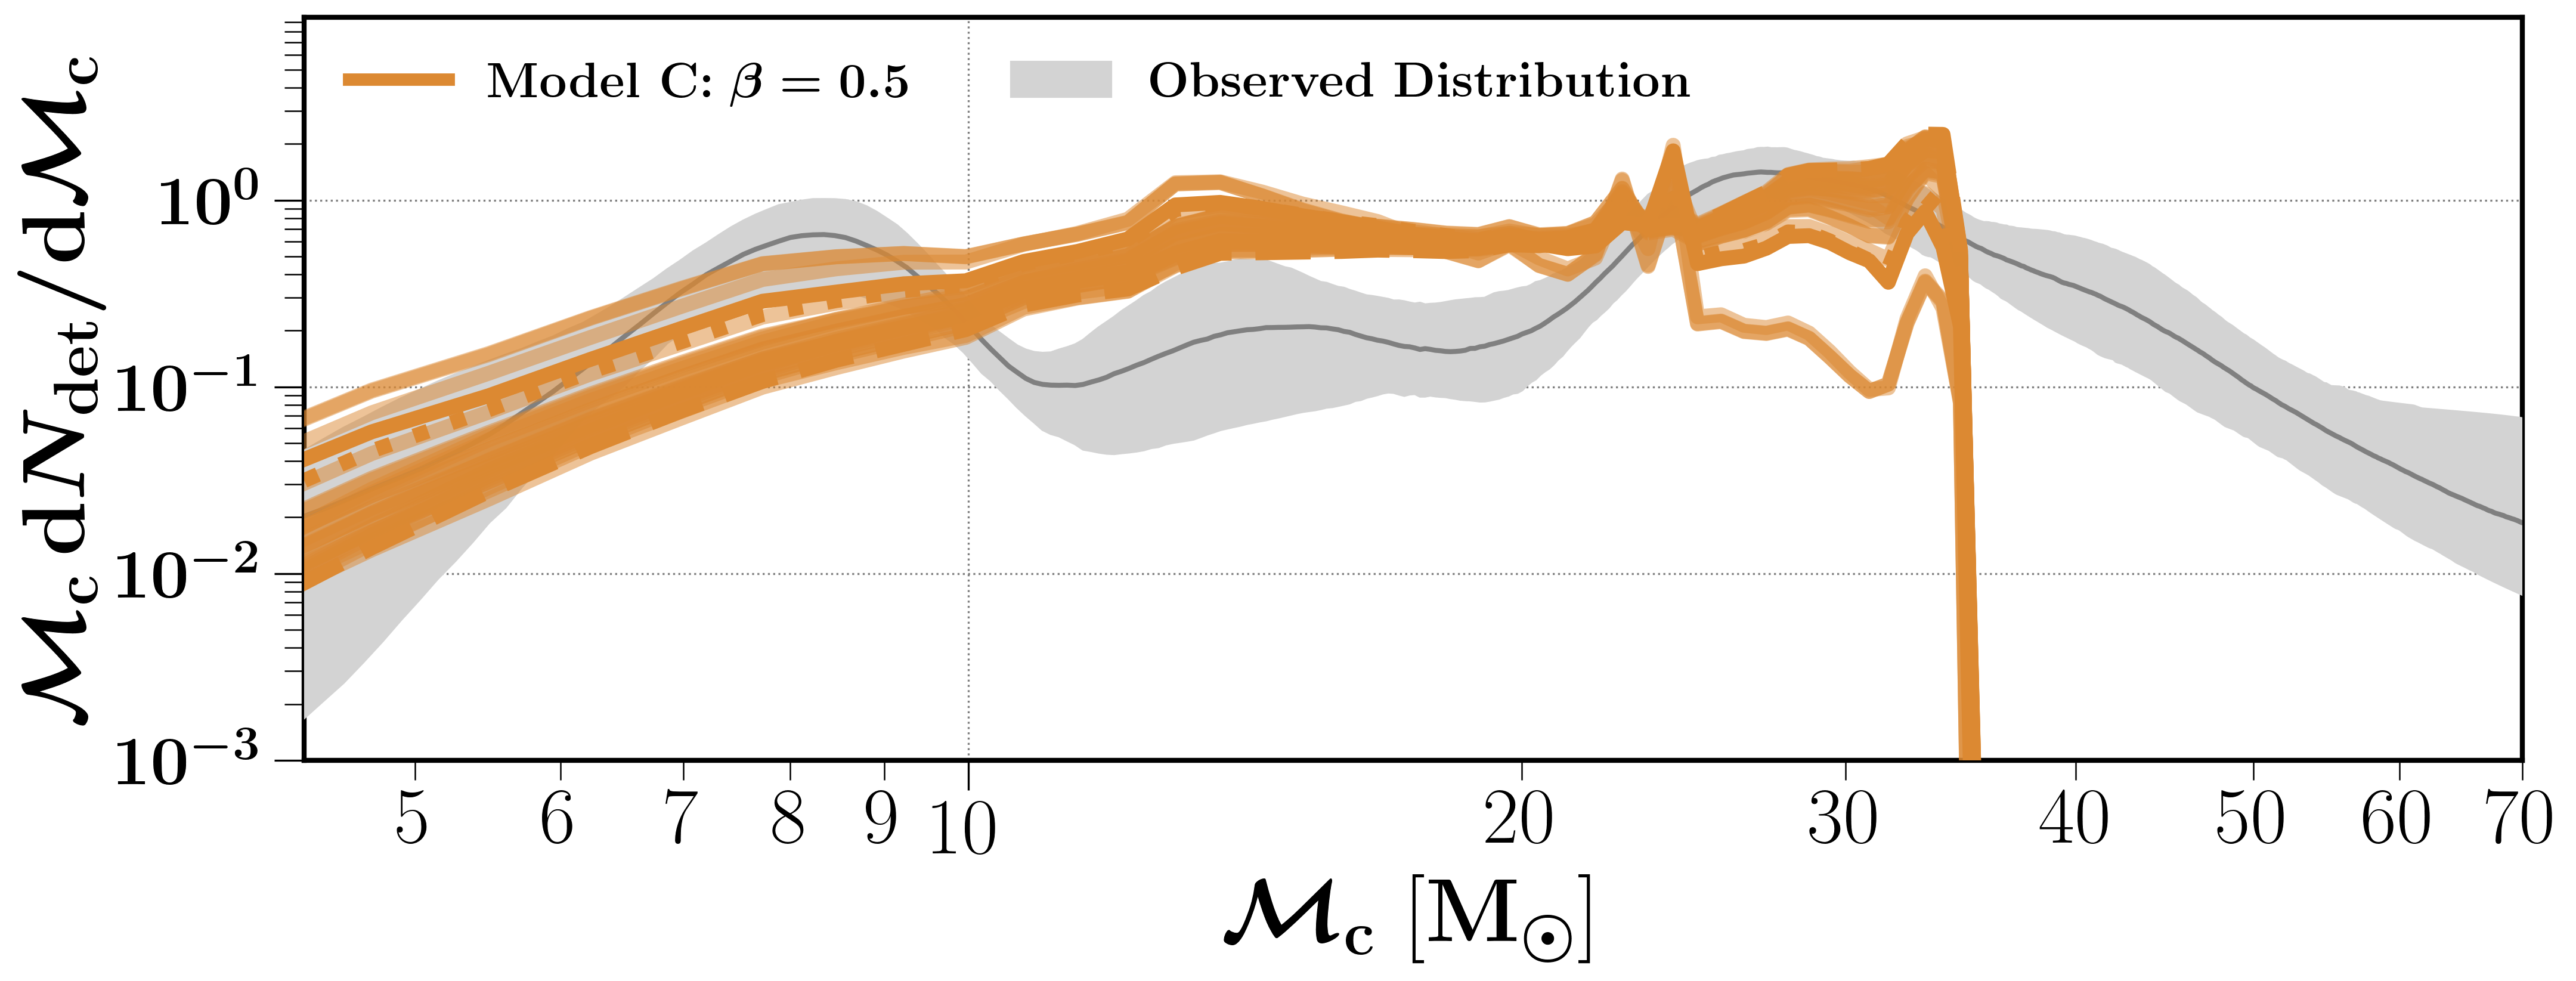 Model C: β = 0.5
Observed Distribution
ℳc dNdet/dℳc
10⁰
10⁻¹
10⁻²
10⁻³
5 6 7 8 9 10 20 30 40 50 60 70
ℳc [M⊙]